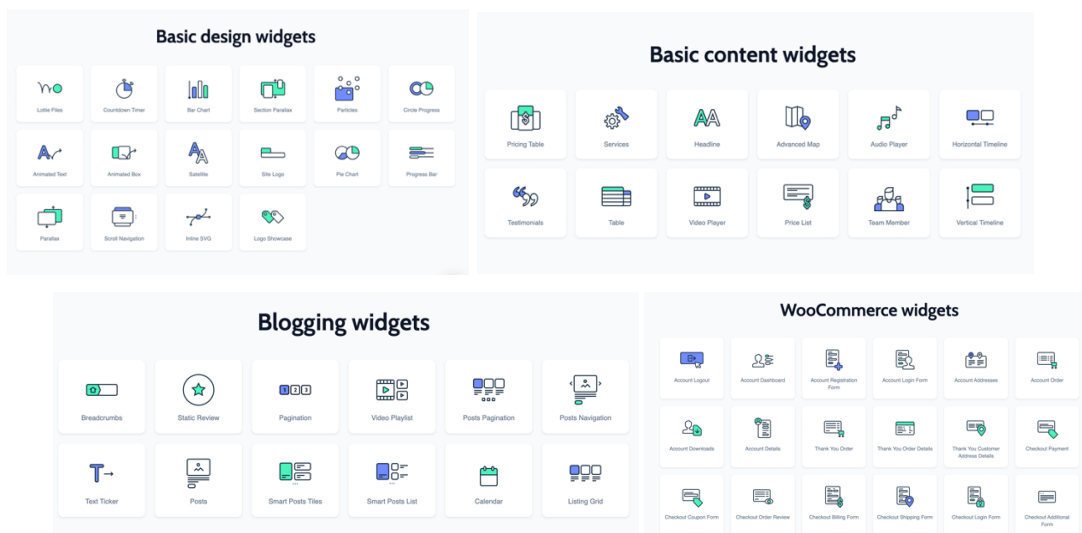 Basic design widgets
Lottie Files
Countdown Timer
Bar Chart
Section Parallax
Particles
Circle Progress
Animated Text
Animated Box
Satellite
Site Logo
Pie Chart
Progress Bar
Parallax
Scroll Navigation
Inline SVG
Logo Showcase
Basic content widgets
Pricing Table
Services
Headline
Advanced Map
Audio Player
Horizontal Timeline
Testimonials
Table
Video Player
Price List
Team Member
Vertical Timeline
Blogging widgets
Breadcrumbs
Static Review
Pagination
Video Playlist
Posts Pagination
Posts Navigation
Text Ticker
Posts
Smart Posts Tiles
Smart Posts List
Calendar
Listing Grid
WooCommerce widgets
Account Logout
Account Dashboard
Account Registration
Form
Account Login Form
Account Addresses
Account Order
Account Downloads
Account Details
Thank You Order
Thank You Order Details
Thank You Customer
Address Details
Checkout Payment
Checkout Coupon Form
Checkout Order Review
Checkout Billing Form
Checkout Shipping Form
Checkout Login Form
Checkout Additional
Form